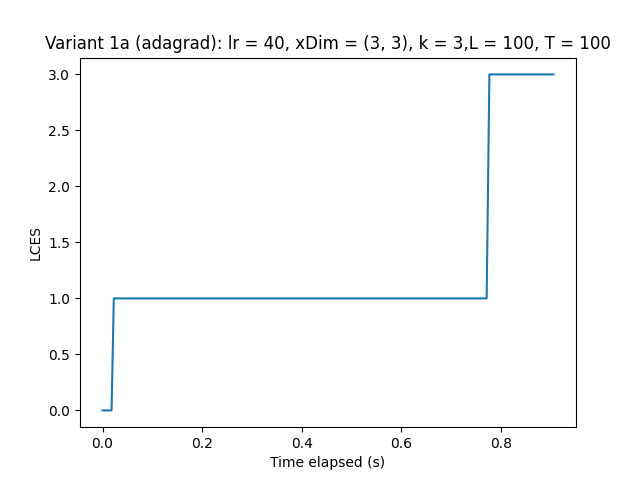 Variant 1a (adagrad): lr = 40, xDim = (3, 3), k = 3,L = 100, T = 100
3.0
2.5
2.0
1.5
1.0
0.5
0.0
LCES
0.0 0.2 0.4 0.6 0.8
Time elapsed (s)